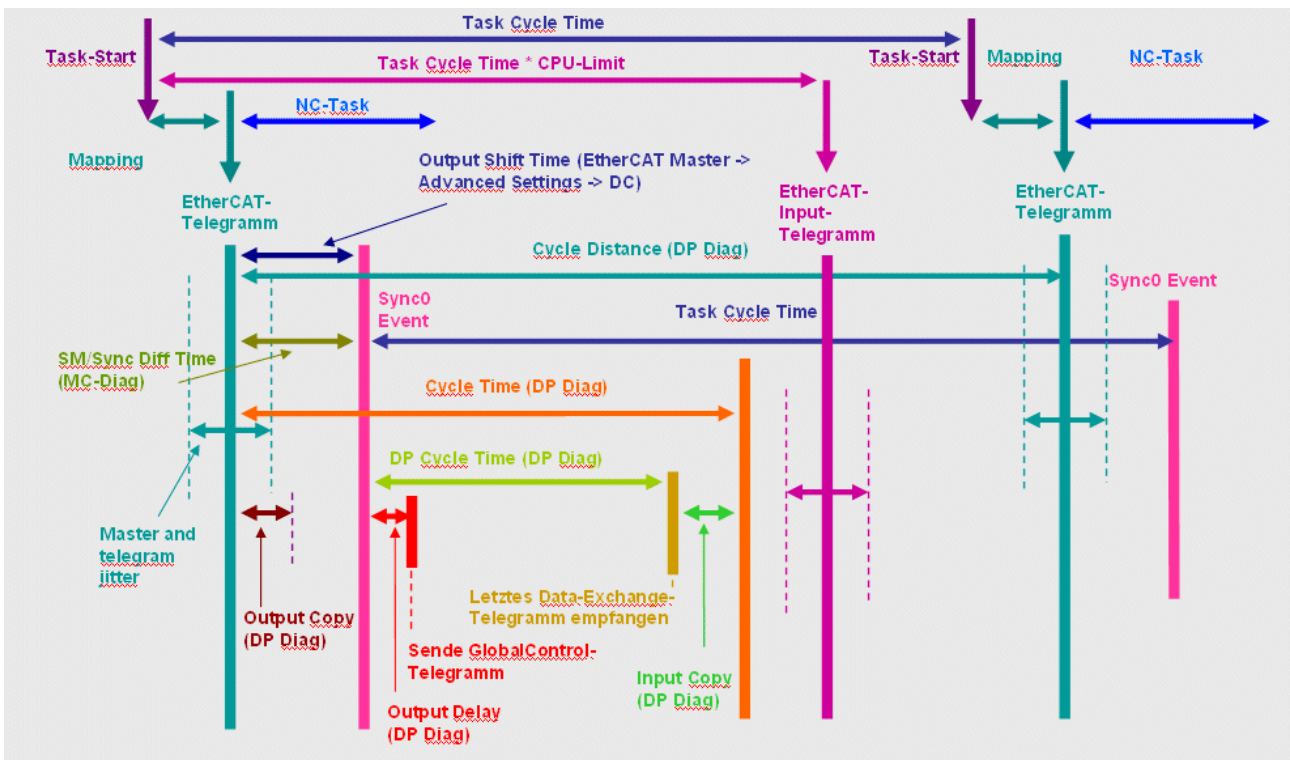 Task Cycle Time
Task-Start
Task Cycle Time * CPU-Limit
Task-Start
Mapping
NC-Task
NC-Task
Mapping
Output Shift Time (EtherCAT Master ->
Advanced Settings -> DC)
EtherCAT-
Telegramm
EtherCAT-
Input-
Telegramm
EtherCAT-
Telegramm
Cycle Distance (DP Diag)
Sync0 Event
Sync0
Event
Task Cycle Time
SM/Sync Diff Time
(MC-Diag)
Cycle Time (DP Diag)
DP Cycle Time (DP Diag)
Master and
telegram
jitter
Letztes Data-Exchange-
Telegramm empfangen
Output Copy
(DP Diag)
Sende GlobalControl-
Telegramm
Input Copy
(DP Diag)
Output Delay
(DP Diag)